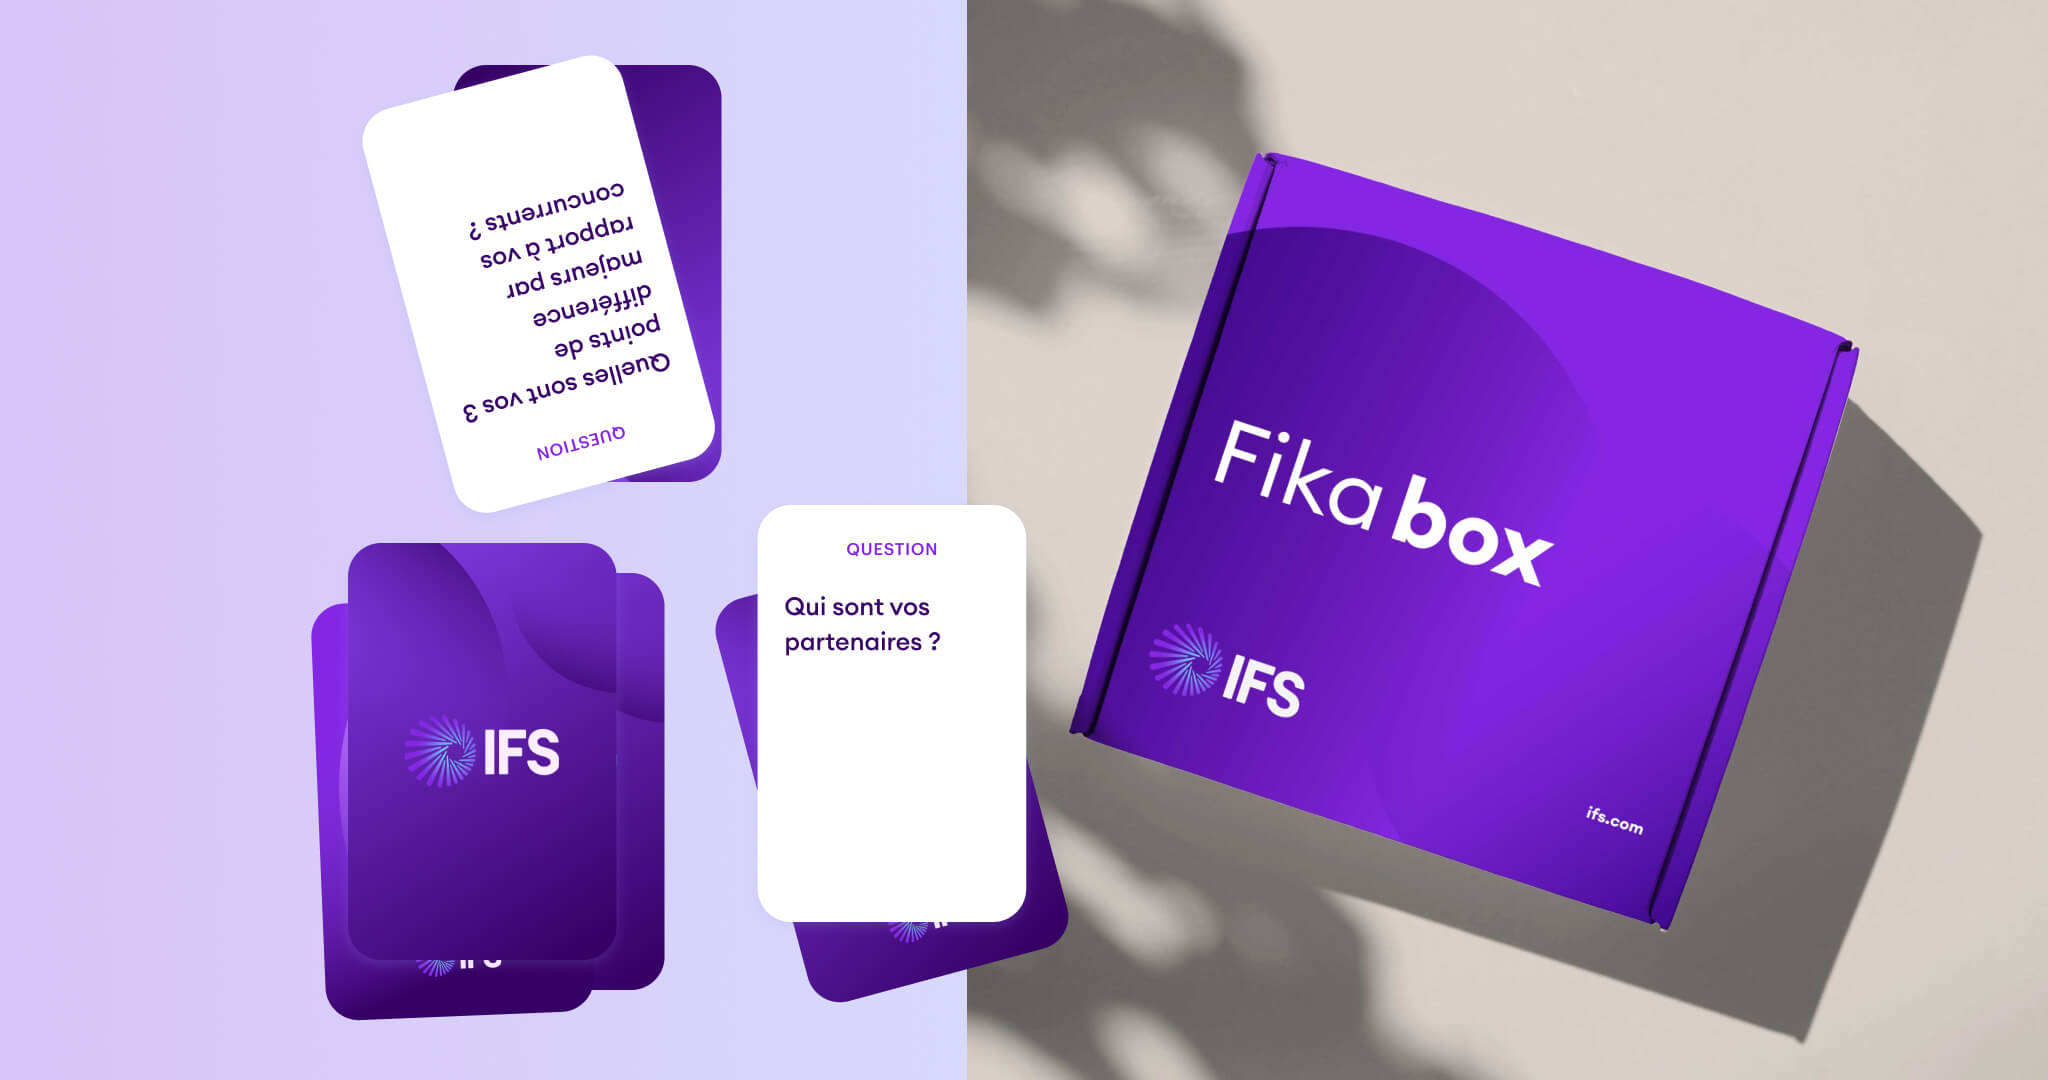 QUESTION
Quelles sont vos 3
points de
différence
majeurs par
rapport à vos
concurrents ?
IFS
IFS
QUESTION
Qui sont vos
partenaires ?
Fika box
IFS
ifs.com